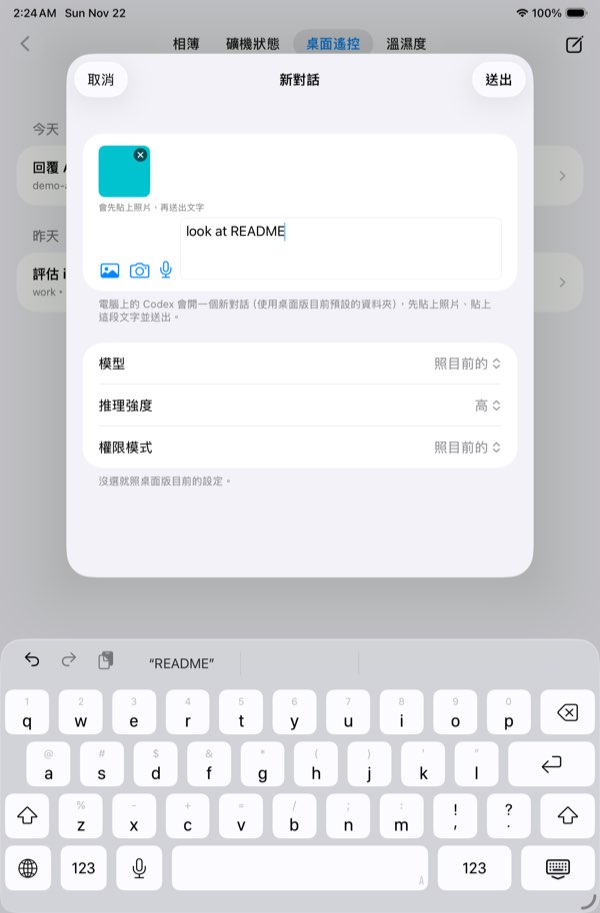 2:24 AM Sun Nov 22
100%
相簿 礦機狀態 桌面遙控 溫濕度
取消 新對話 送出
今天
回覆
demo-
會先貼上照片，再送出文字
look at README
昨天
評估 i
work •
電腦上的 Codex 會開一個新對話 (使用桌面版目前預設的資料夾)，先貼上照片、貼上
這段文字並送出。
模型 照目前的
推理強度 高
權限模式 照目前的
沒選就照桌面版目前的設定。
“README”
1 2 3 4 5 6 7 8 9 0
q w e r t y u i o p
@ # $ & * ( ) ' "
a s d f g h j k l
% - + = / ; :
z x c v b n m ! , ? .
123 123
A